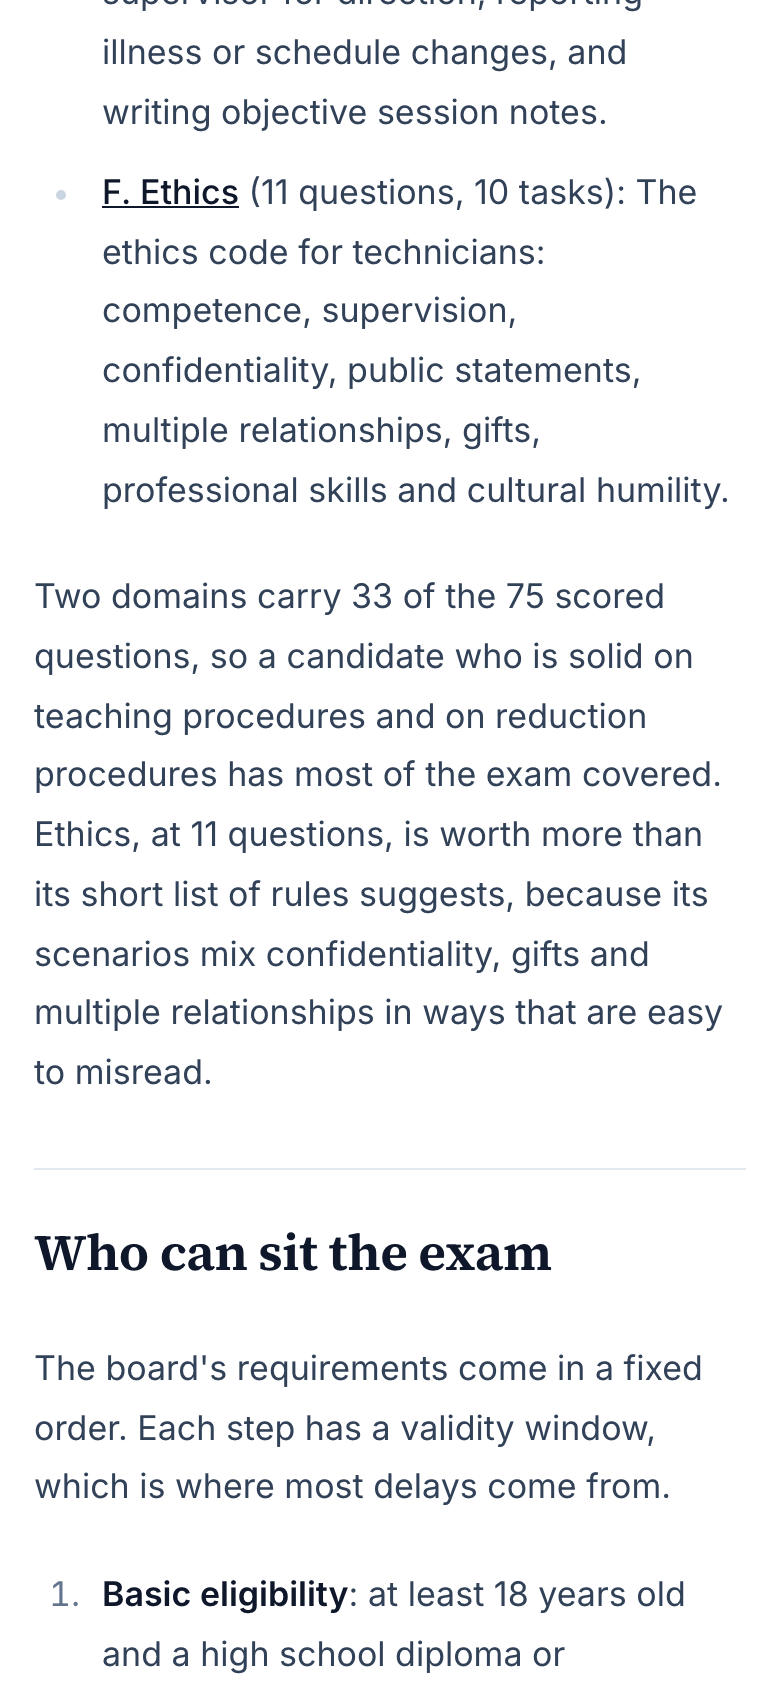 supervisor for direction, reporting
illness or schedule changes, and
writing objective session notes.
F. Ethics (11 questions, 10 tasks): The
ethics code for technicians:
competence, supervision,
confidentiality, public statements,
multiple relationships, gifts,
professional skills and cultural humility.
Two domains carry 33 of the 75 scored
questions, so a candidate who is solid on
teaching procedures and on reduction
procedures has most of the exam covered.
Ethics, at 11 questions, is worth more than
its short list of rules suggests, because its
scenarios mix confidentiality, gifts and
multiple relationships in ways that are easy
to misread.
Who can sit the exam
The board's requirements come in a fixed
order. Each step has a validity window,
which is where most delays come from.
1. Basic eligibility: at least 18 years old
and a high school diploma or